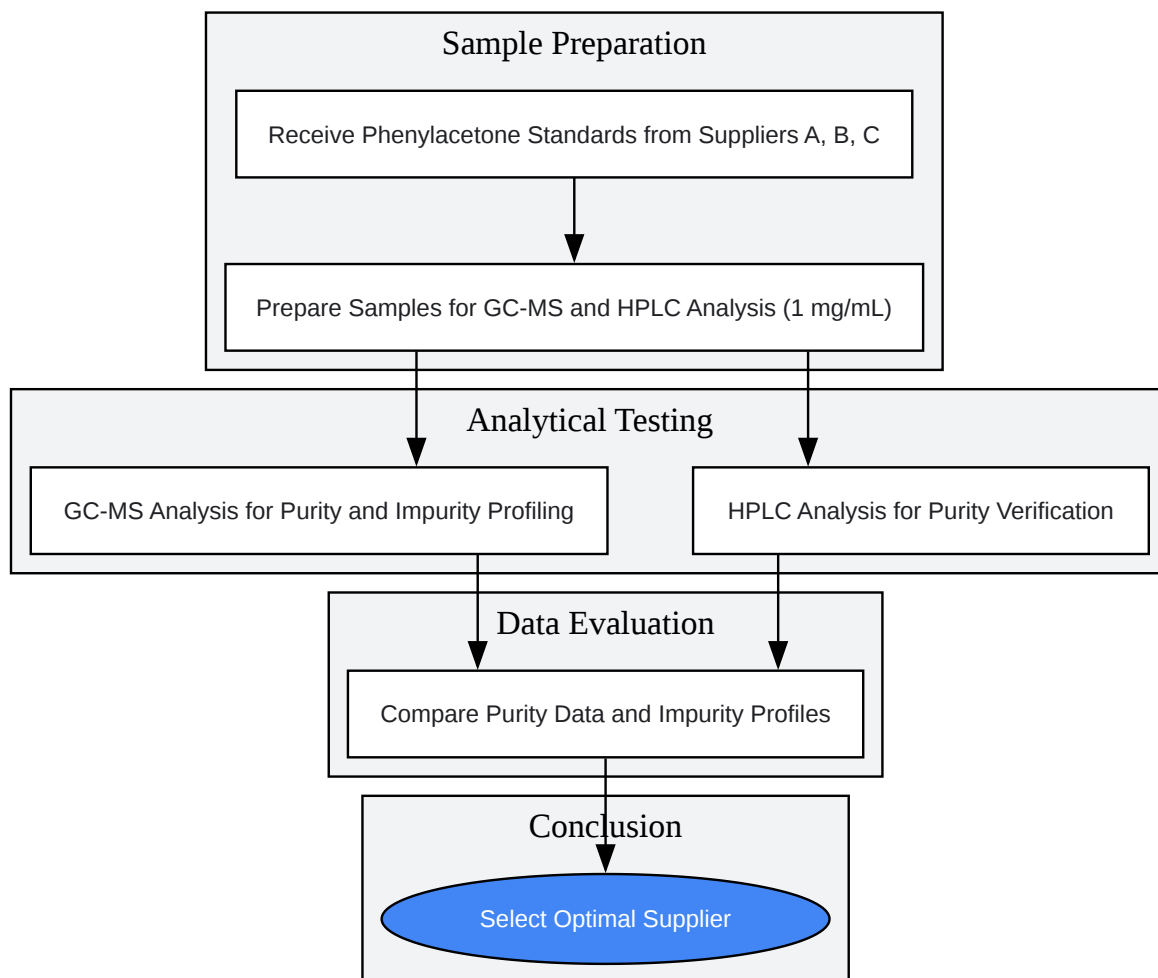 Sample Preparation
Receive Phenylacetone Standards from Suppliers A, B, C
Prepare Samples for GC-MS and HPLC Analysis (1 mg/mL)
Analytical Testing
GC-MS Analysis for Purity and Impurity Profiling
HPLC Analysis for Purity Verification
Data Evaluation
Compare Purity Data and Impurity Profiles
Conclusion
Select Optimal Supplier